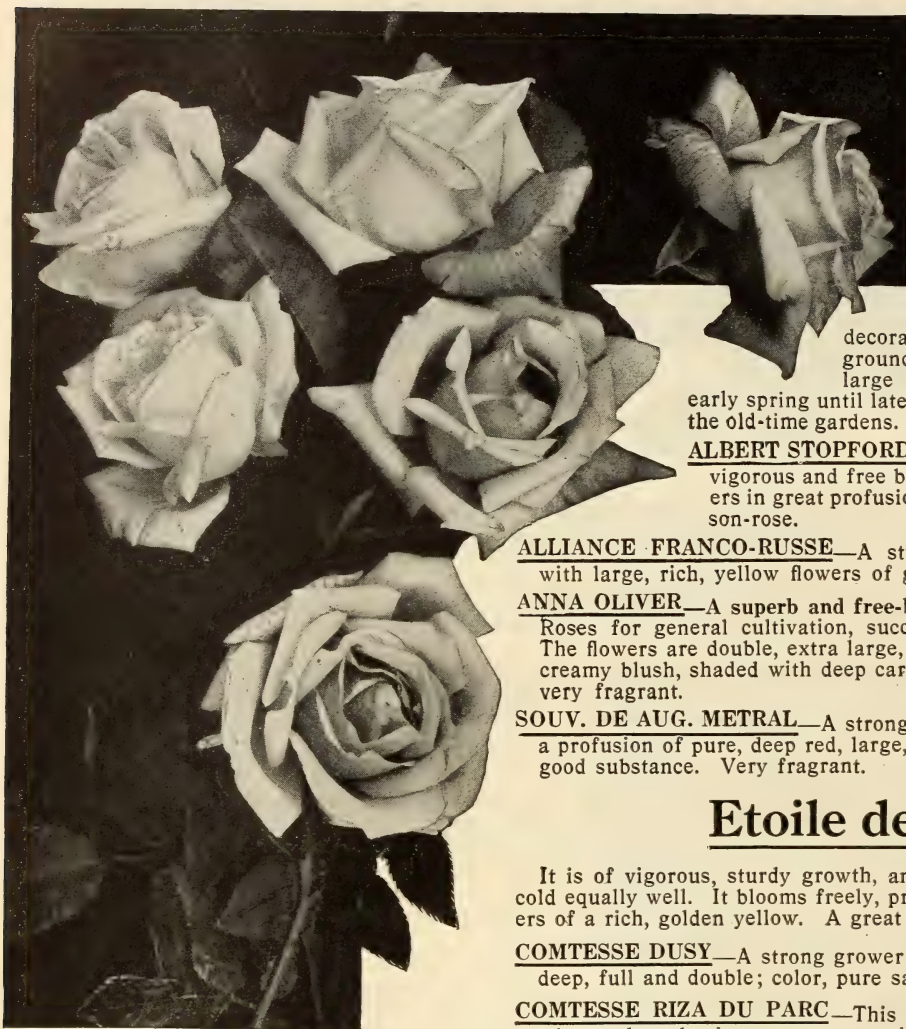 decora
ground
large
early spring until late
the old-time gardens.
ALBERT STOPFORD
vigorous and free b
ers in great profusio
son-rose.
ALLIANCE FRANCO-RUSSE—A st
with large, rich, yellow flowers of g
ANNA OLIVER—A superb and free-b
Roses for general cultivation, succ
The flowers are double, extra large,
creamy blush, shaded with deep car
very fragrant.
SOUV. DE AUG. METRAL—A strong
a profusion of pure, deep red, large,
good substance. Very fragrant.
Etoile de
It is of vigorous, sturdy growth, an
cold equally well. It blooms freely, pr
ers of a rich, golden yellow. A great
COMTESSE DUSY—A strong grower
deep, full and double; color, pure sa
COMTESSE RIZA DU PARC—This